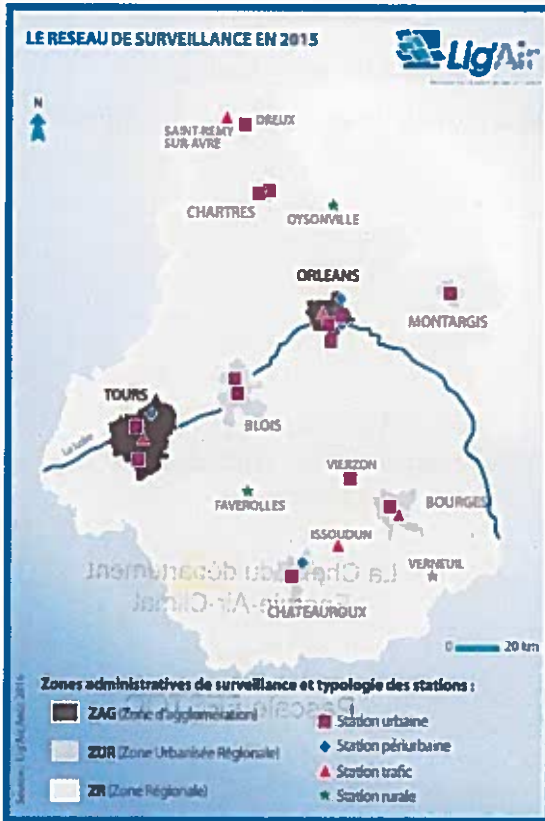 LE RESEAU DE SURVEILLANCE EN 2015
Lig'Air
N
SAINT-REMY
SUR-AVRE
DREUX
CHARTRES
OYSONVILLE
ORLEANS
MONTARGIS
TOURS
BLOIS
La Loire
VIERZON
FAVEROLLES
BOURGES
ISSOUDUN
VERNEUIL
CHATEAUROUX
0 20 km
Zones administratives de surveillance et typologie des stations :
ZAG (Zone d'agglomération)
ZUR (Zone Urbanisée Régionale)
ZR (Zone Régionale)
Station urbaine
Station périurbaine
Station trafic
Station rurale